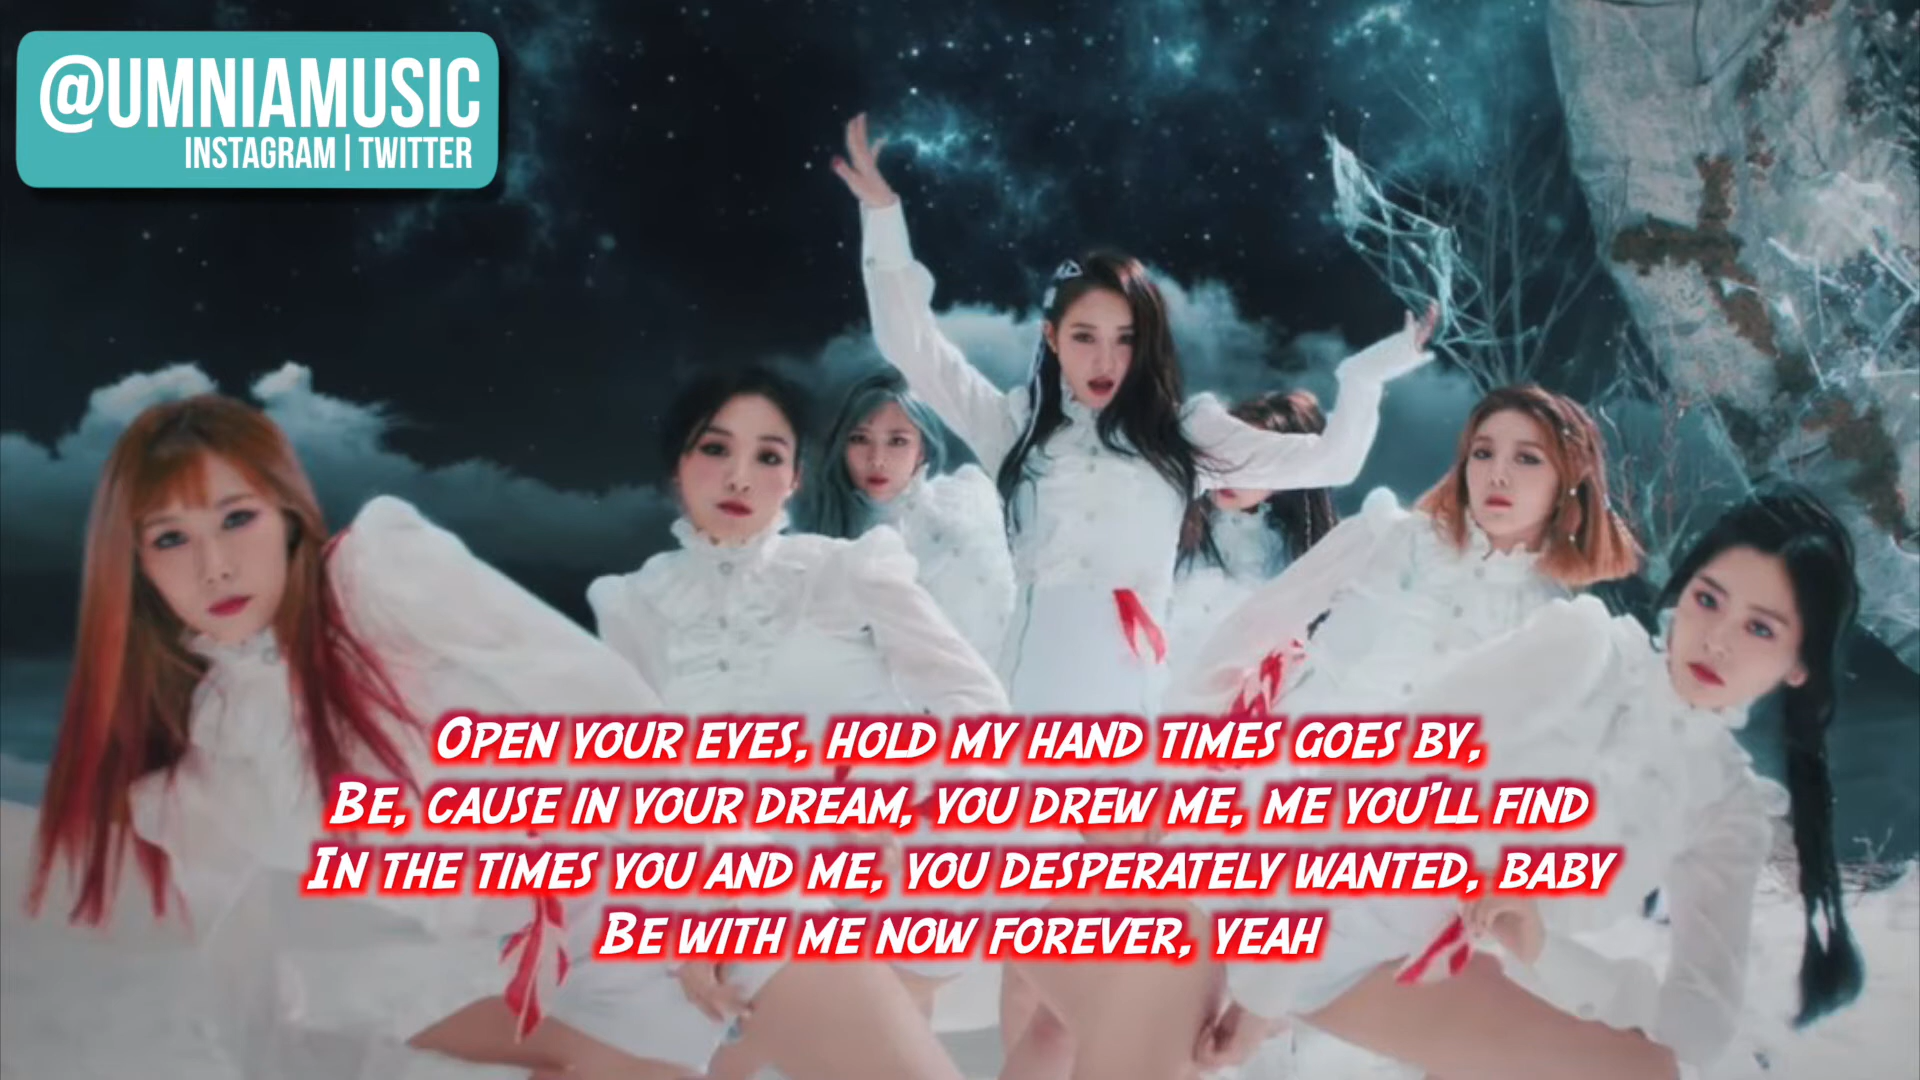 @UMNIAMUSIC
INSTAGRAM | TWITTER
OPEN YOUR EYES, HOLD MY HAND TIMES GOES BY,
BE, CAUSE IN YOUR DREAM, YOU DREW ME, ME YOU'LL FIND
IN THE TIMES YOU AND ME, YOU DESPERATELY WANTED, BABY
BE WITH ME NOW FOREVER, YEAH